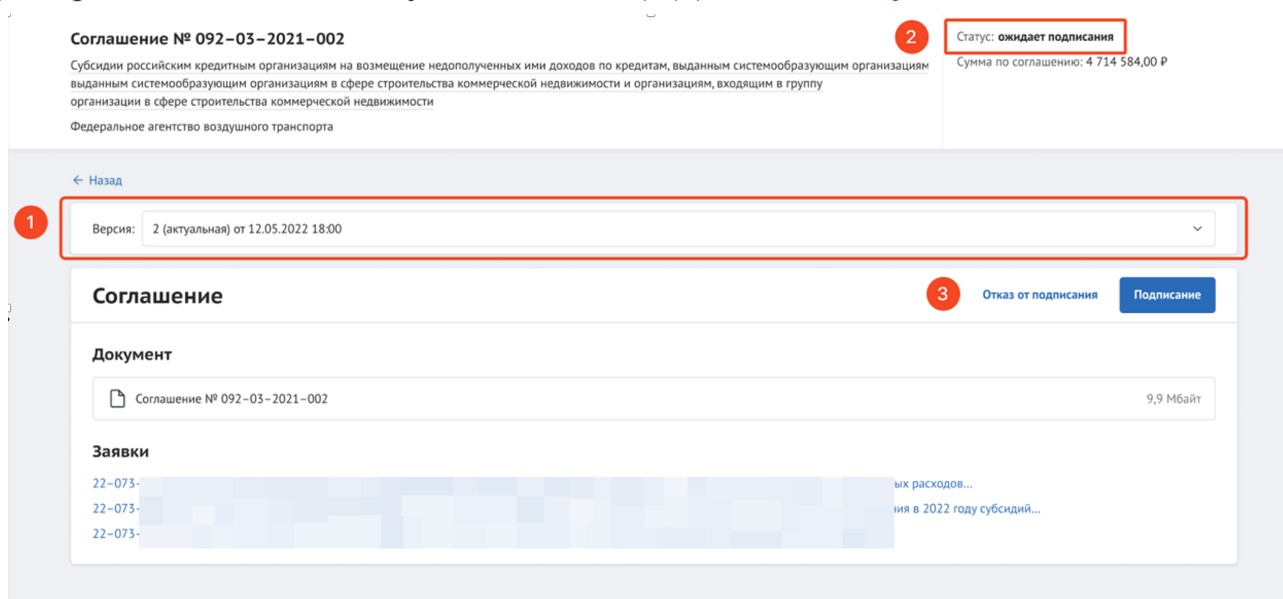 Соглашение № 092–03–2021–002
2
Статус: ожидает подписания
Субсидии российским кредитным организациям на возмещение недополученных ими доходов по кредитам, выданным системообразующим организациям
Сумма по соглашению: 4 714 584,00 ₽
выданным системообразующим организациям в сфере строительства коммерческой недвижимости и организациям, входящим в группу
организации в сфере строительства коммерческой недвижимости
Федеральное агентство воздушного транспорта
← Назад
1
Версия: 2 (актуальная) от 12.05.2022 18:00
Соглашение
3
Отказ от подписания
Подписание
Документ
Соглашение № 092–03–2021–002
9,9 Мбайт
Заявки
22–073- ых расходов...
22–073- ия в 2022 году субсидий...
22–073-